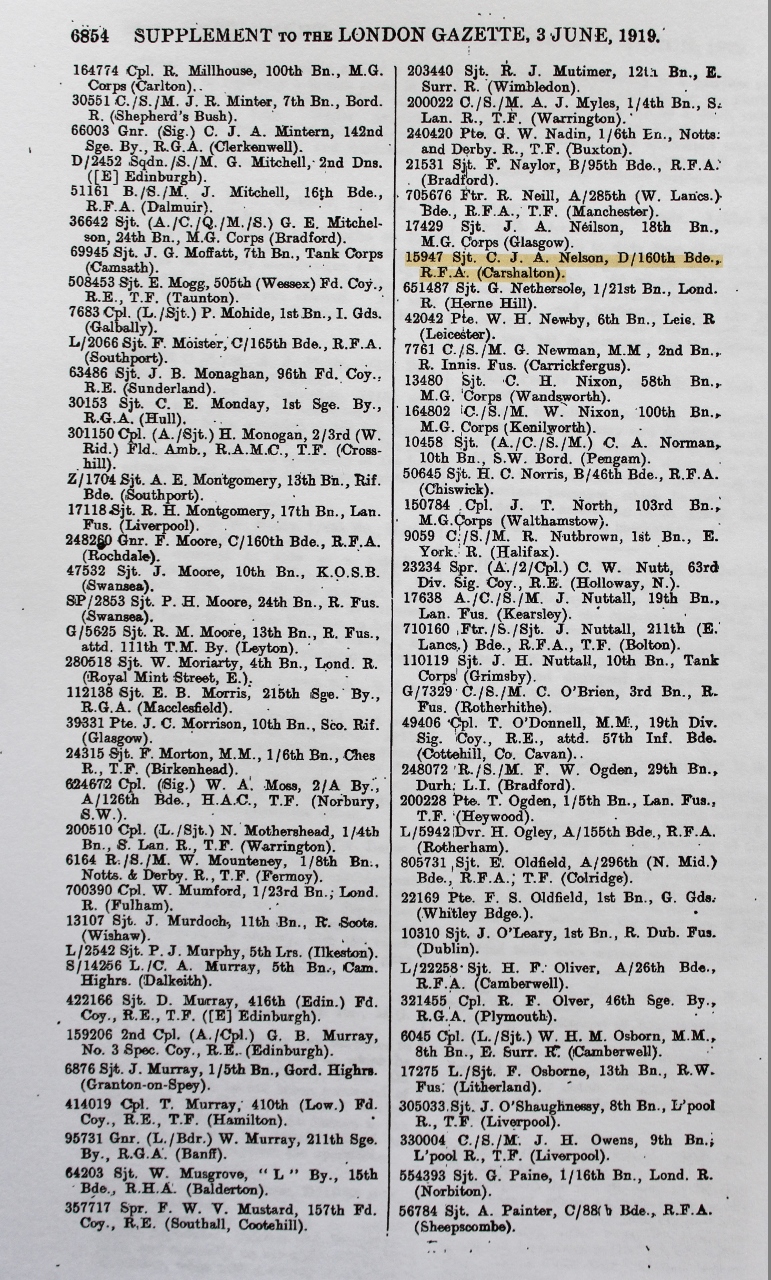 6854 SUPPLEMENT TO THE LONDON GAZETTE, 3 JUNE, 1919.
164774 Cpl. R. Millhouse, 100th Bn., M.G.
Corps (Carlton).
30551 C./S./M. J. R. Minter, 7th Bn., Bord.
R. (Shepherd's Bush).
66003 Gnr. (Sig.) C. J. A. Mintern, 142nd
Sge. By., R.G.A. (Clerkenwell).
D/2452 Sqdn./S./M. G. Mitchell, 2nd Dns.
([E] Edinburgh).
51161 B./S./M. J. Mitchell, 16th Bde.,
R.F.A. (Dalmuir).
36642 Sjt. (A./C./Q./M./S.) G. E. Mitchel-
son, 24th Bn., M.G. Corps (Bradford).
69945 Sjt. J. G. Moffatt, 7th Bn., Tank Corps
(Camsath).
508453 Sjt. E. Mogg, 505th (Wessex) Fd. Coy.,
R.E., T.F. (Taunton).
7683 Cpl. (L./Sjt.) P. Mohide, 1st Bn., I. Gds.
(Galbally).
L/2066 Sjt. F. Moister, C/165th Bde., R.F.A.
(Southport).
63486 Sjt. J. B. Monaghan, 96th Fd. Coy.,
R.E. (Sunderland).
30153 Sjt. C. E. Monday, 1st Sge. By.,
R.G.A. (Hull).
301150 Cpl. (A./Sjt.) H. Monogan, 2/3rd (W.
Rid.) Fld. Amb., R.A.M.C., T.F. (Cross-
hill).
Z/1704 Sjt. A. E. Montgomery, 13th Bn., Rif.
Bde. (Southport).
17118 Sjt. R. H. Montgomery, 17th Bn., Lan.
Fus. (Liverpool).
248260 Gnr. F. Moore, C/160th Bde., R.F.A.
(Rochdale).
47532 Sjt. J. Moore, 10th Bn., K.O.S.B.
(Swansea).
SP/2853 Sjt. P. H. Moore, 24th Bn., R. Fus.
(Swansea).
G/5625 Sjt. R. M. Moore, 13th Bn., R. Fus.,
attd. 111th T.M. By. (Leyton).
280518 Sjt. W. Moriarty, 4th Bn., Lond. R.
(Royal Mint Street, E.).
112138 Sjt. E. B. Morris, 215th Sge. By.,
R.G.A. (Macclesfield).
39331 Pte. J. C. Morrison, 10th Bn., Sco. Rif.
(Glasgow).
24315 Sjt. F. Morton, M.M., 1/6th Bn., Ches
R., T.F. (Birkenhead).
624672 Cpl. (Sig.) W. A. Moss, 2/A By.,
A/126th Bde., H.A.C., T.F. (Norbury,
S.W.).
200510 Cpl. (L./Sjt.) N. Mothershead, 1/4th
Bn., S. Lan. R., T.F. (Warrington).
6164 R./S./M. W. Mounteney, 1/8th Bn.,
Notts. & Derby. R., T.F. (Fermoy).
700390 Cpl. W. Mumford, 1/23rd Bn., Lond.
R. (Fulham).
13107 Sjt. J. Murdoch, 11th Bn., R. Scots.
(Wishaw).
L/2542 Sjt. P. J. Murphy, 5th Lrs. (Ilkeston).
S/14256 L./C. A. Murray, 5th Bn., Cam.
Highrs. (Dalkeith).
422166 Sjt. D. Murray, 416th (Edin.) Fd.
Coy., R.E., T.F. ([E] Edinburgh).
159206 2nd Cpl. (A./Cpl.) G. B. Murray,
No. 3 Spec. Coy., R.E. (Edinburgh).
6876 Sjt. J. Murray, 1/5th Bn., Gord. Highrs.
(Granton-on-Spey).
414019 Cpl. T. Murray, 410th (Low.) Fd.
Coy., R.E., T.F. (Hamilton).
95731 Gnr. (L./Bdr.) W. Murray, 211th Sge.
By., R.G.A. (Banff).
64203 Sjt. W. Musgrove, "L" By., 15th
Bde., R.H.A. (Balderton).
357717 Spr. F. W. V. Mustard, 157th Fd.
Coy., R.E. (Southall, Cootehill).
203440 Sjt. R. J. Mutimer, 12th Bn., E.
Surr. R. (Wimbledon).
200022 C./S./M. A. J. Myles, 1/4th Bn., S.
Lan. R., T.F. (Warrington).
240420 Pte. G. W. Nadin, 1/6th Bn., Notts.
and Derby. R., T.F. (Buxton).
21531 Sjt. F. Naylor, B/95th Bde., R.F.A.
(Bradford).
705676 Ftr. R. Neill, A/285th (W. Lancs.)
Bde., R.F.A., T.F. (Manchester).
17429 Sjt. J. A. Neilson, 18th Bn.,
M.G. Corps (Glasgow).
15947 Sjt. C. J. A. Nelson, D/160th Bde.,
R.F.A. (Carshalton).
651487 Sjt. G. Nethersole, 1/21st Bn., Lond.
R. (Herne Hill).
42042 Pte. W. H. Newby, 6th Bn., Leic. R
(Leicester).
7761 C./S./M. G. Newman, M.M., 2nd Bn.,
R. Innis. Fus. (Carrickfergus).
13480 Sjt. C. H. Nixon, 58th Bn.,
M.G. Corps (Wandsworth).
164802 C./S./M. W. Nixon, 100th Bn.,
M.G. Corps (Kenilworth).
10458 Sjt. (A./C./S./M.) C. A. Norman,
10th Bn., S.W. Bord. (Pengam).
50645 Sjt. H. C. Norris, B/46th Bde., R.F.A.
(Chiswick).
150784 Cpl. J. T. North, 103rd Bn.,
M.G. Corps (Walthamstow).
9059 C./S./M. R. Nutbrown, 1st Bn., E.
York. R. (Halifax).
23234 Spr. (A./2/Cpl.) C. W. Nutt, 63rd
Div. Sig. Coy., R.E. (Holloway, N.).
17638 A./C./S./M. J. Nuttall, 19th Bn.,
Lan. Fus. (Kearsley).
710160 Ftr./S./Sjt. J. Nuttall, 211th (E.
Lancs.) Bde., R.F.A., T.F. (Bolton).
110119 Sjt. J. H. Nuttall, 10th Bn., Tank
Corps (Grimsby).
G/7329 C./S./M. C. O'Brien, 3rd Bn., R.
Fus. (Rotherhithe).
49406 Cpl. T. O'Donnell, M.M., 19th Div.
Sig. Coy., R.E., attd. 57th Inf. Bde.
(Cottehill, Co. Cavan).
248072 R./S./M. F. W. Ogden, 29th Bn.,
Durh. L.I. (Bradford).
200228 Pte. T. Ogden, 1/5th Bn., Lan. Fus.,
T.F. (Heywood).
L/5942 Dvr. H. Ogley, A/155th Bde., R.F.A.
(Rotherham).
805731 Sjt. E. Oldfield, A/296th (N. Mid.)
Bde., R.F.A., T.F. (Colridge).
22169 Pte. F. S. Oldfield, 1st Bn., G. Gds.
(Whitley Bdge.).
10310 Sjt. J. O'Leary, 1st Bn., R. Dub. Fus.
(Dublin).
L/22258 Sjt. H. F. Oliver, A/26th Bde.,
R.F.A. (Camberwell).
321455 Cpl. R. F. Olver, 46th Sge. By.,
R.G.A. (Plymouth).
6045 Cpl. (L./Sjt.) W. H. M. Osborn, M.M.,
8th Bn., E. Surr. R. (Camberwell).
17275 L./Sjt. F. Osborne, 13th Bn., R.W.
Fus. (Litherland).
305033 Sjt. J. O'Shaughnessy, 8th Bn., L'pool
R., T.F. (Liverpool).
330004 C./S./M. J. H. Owens, 9th Bn.,
L'pool R., T.F. (Liverpool).
554393 Sjt. G. Paine, 1/16th Bn., Lond. R.
(Norbiton).
56784 Sjt. A. Painter, Bde., R.F.A.
(Sheepscombe).